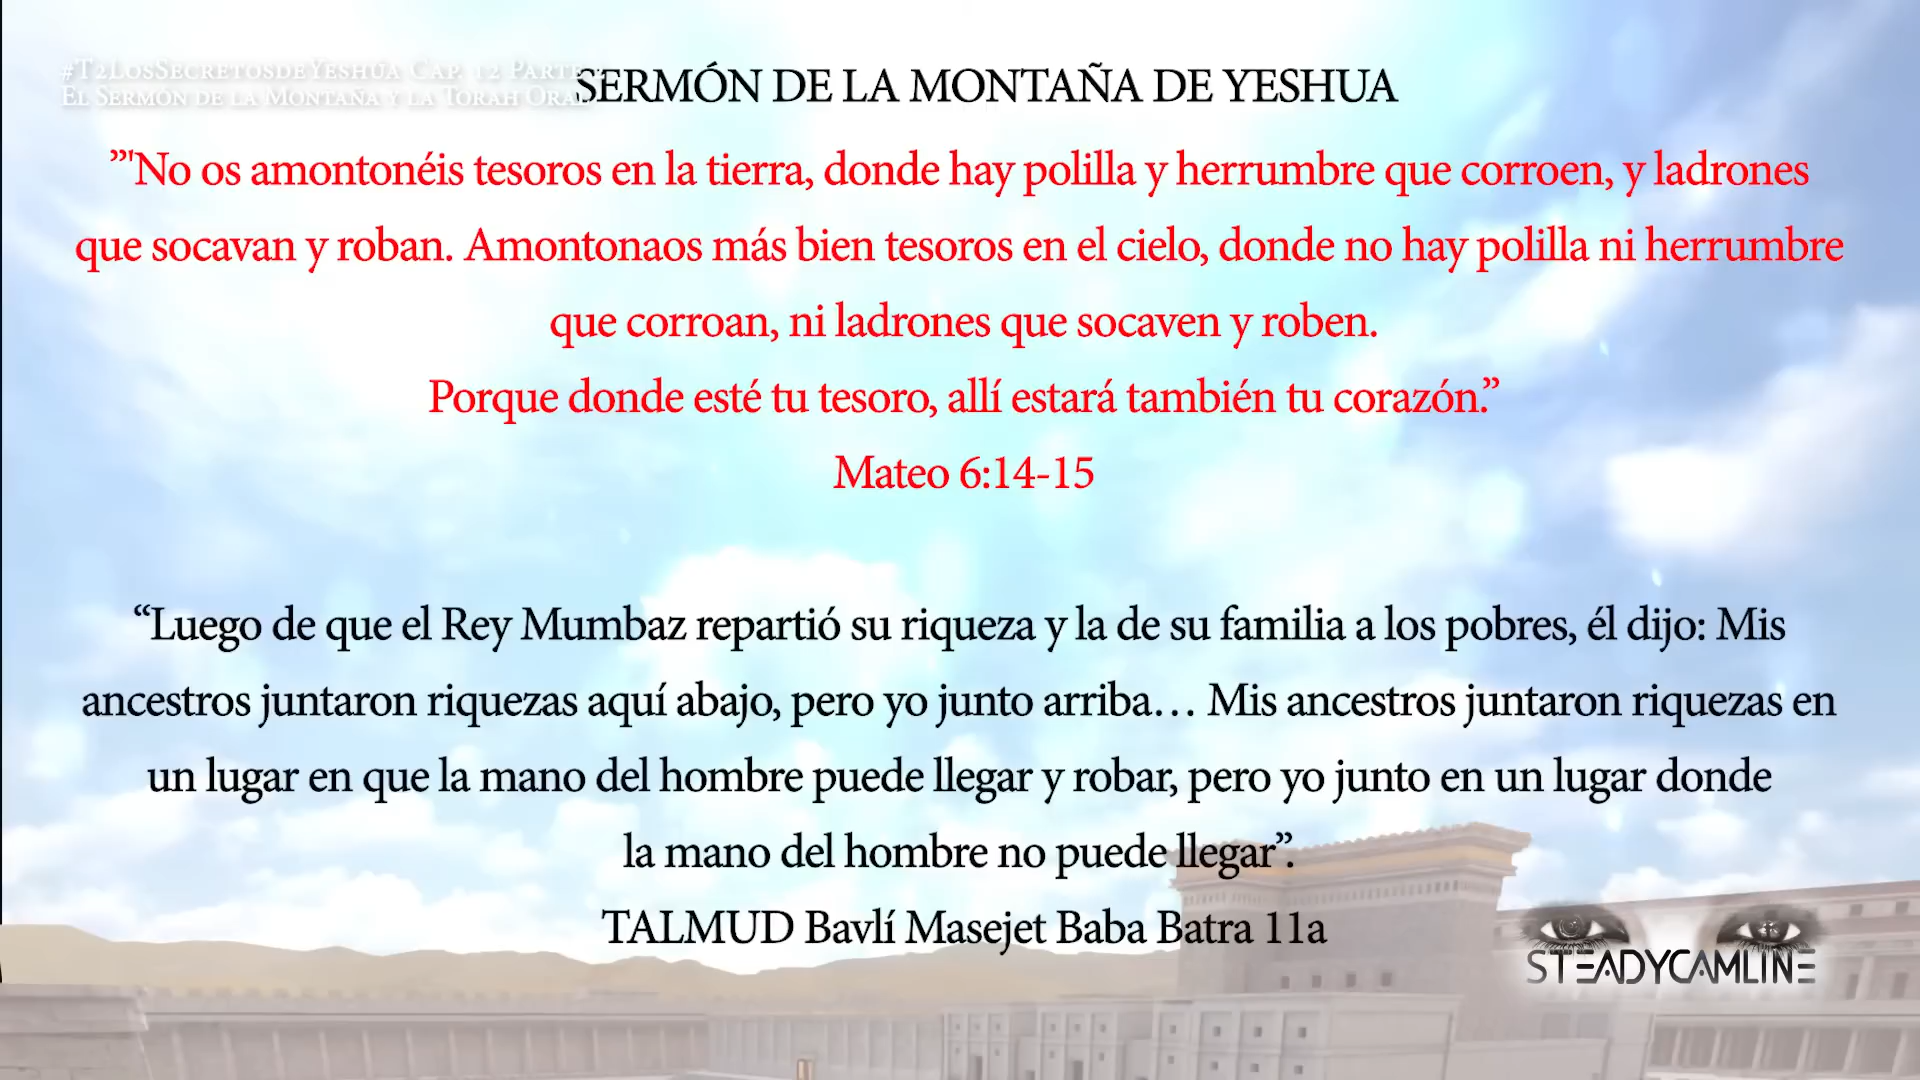 #T2LosSecretosdeYeshúa Cap. 12 Parte
El Sermón de la Montaña y la Torah Oral
SERMÓN DE LA MONTAÑA DE YESHUA
”'No os amontonéis tesoros en la tierra, donde hay polilla y herrumbre que corroen, y ladrones
que socavan y roban. Amontonaos más bien tesoros en el cielo, donde no hay polilla ni herrumbre
que corroan, ni ladrones que socaven y roben.
Porque donde esté tu tesoro, allí estará también tu corazón.”
Mateo 6:14-15
“Luego de que el Rey Mumbaz repartió su riqueza y la de su familia a los pobres, él dijo: Mis
ancestros juntaron riquezas aquí abajo, pero yo junto arriba… Mis ancestros juntaron riquezas en
un lugar en que la mano del hombre puede llegar y robar, pero yo junto en un lugar donde
la mano del hombre no puede llegar”.
TALMUD Bavlí Masejet Baba Batra 11a
STEADYCAMLINE